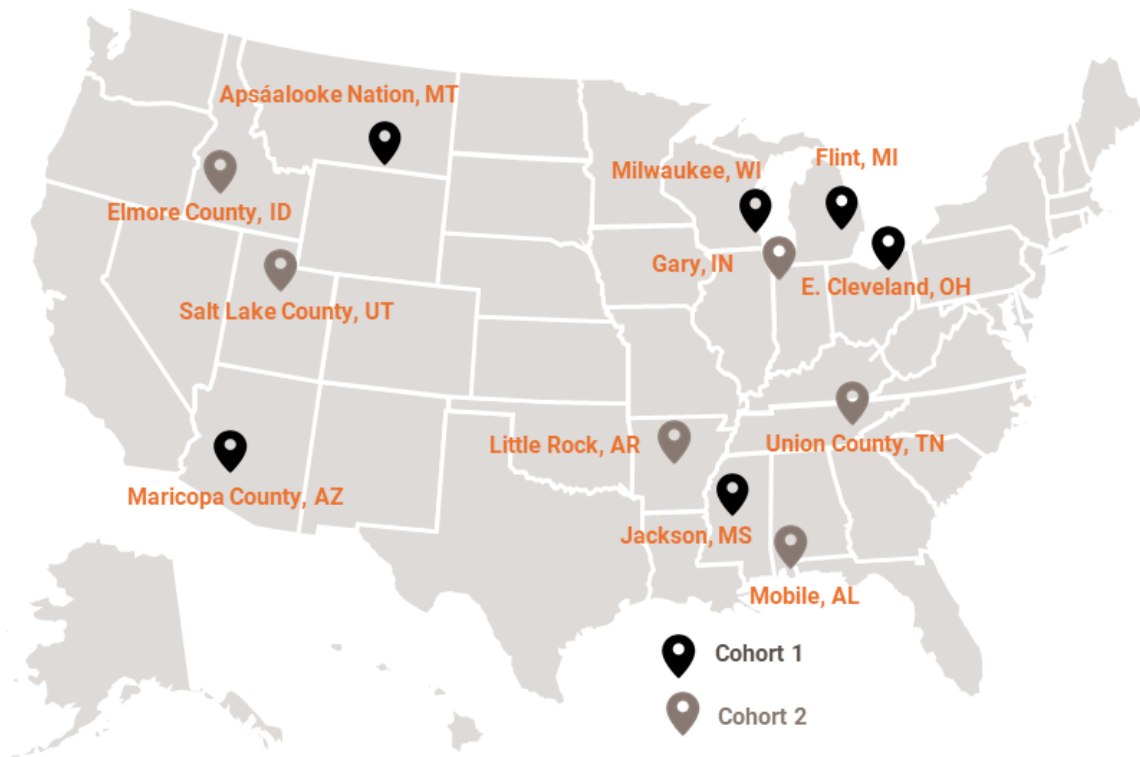 Apsáalooke Nation, MT
Flint, MI
Milwaukee, WI
Elmore County, ID
Gary, IN
E. Cleveland, OH
Salt Lake County, UT
Little Rock, AR
Union County, TN
Maricopa County, AZ
Jackson, MS
Mobile, AL
Cohort 1
Cohort 2